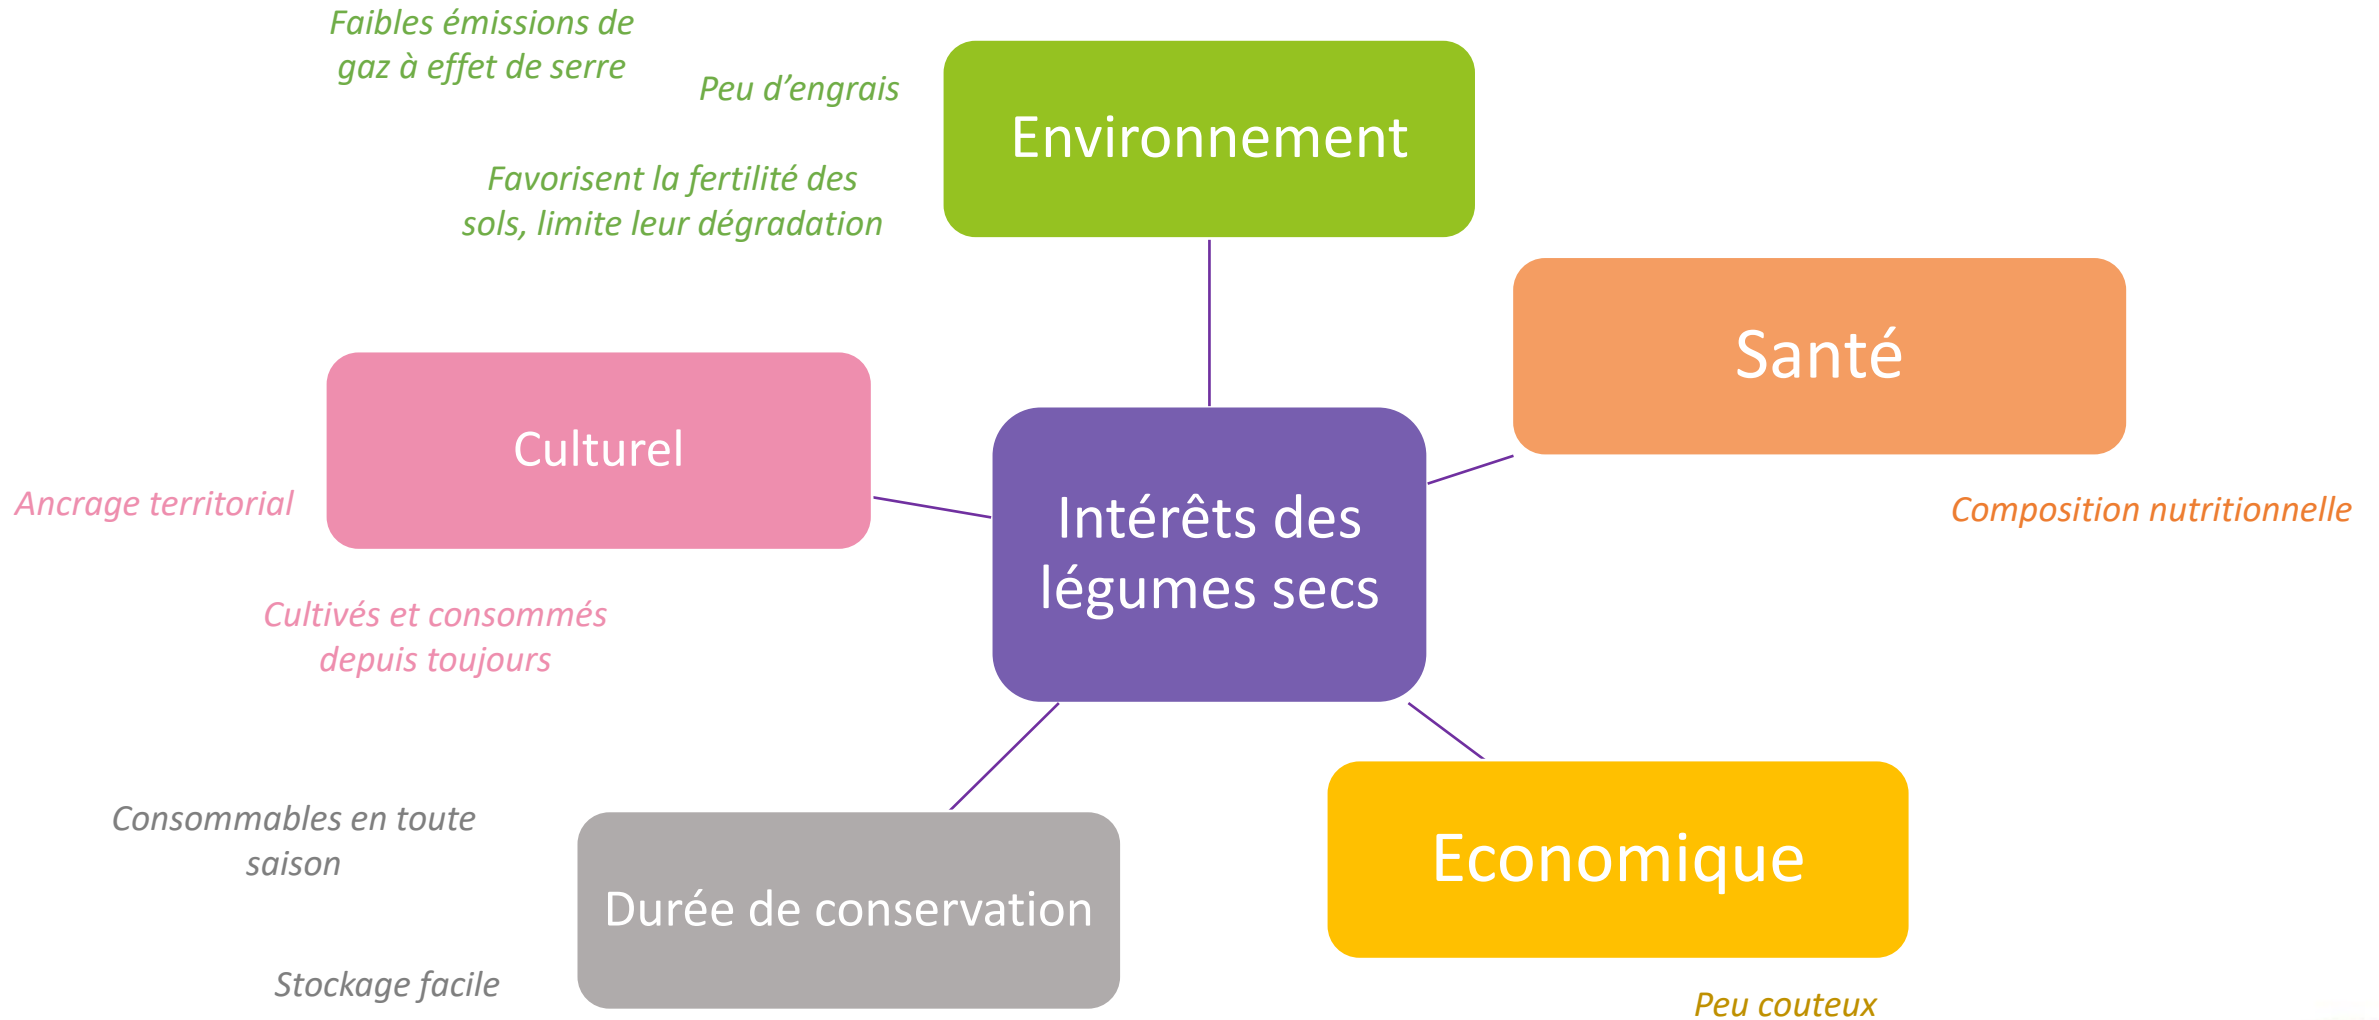 Faibles émissions de
gaz à effet de serre
Peu d’engrais
Favorisent la fertilité des
sols, limite leur dégradation
Environnement
Santé
Composition nutritionnelle
Culturel
Ancrage territorial
Cultivés et consommés
depuis toujours
Intérêts des
légumes secs
Consommables en toute
saison
Durée de conservation
Stockage facile
Economique
Peu couteux